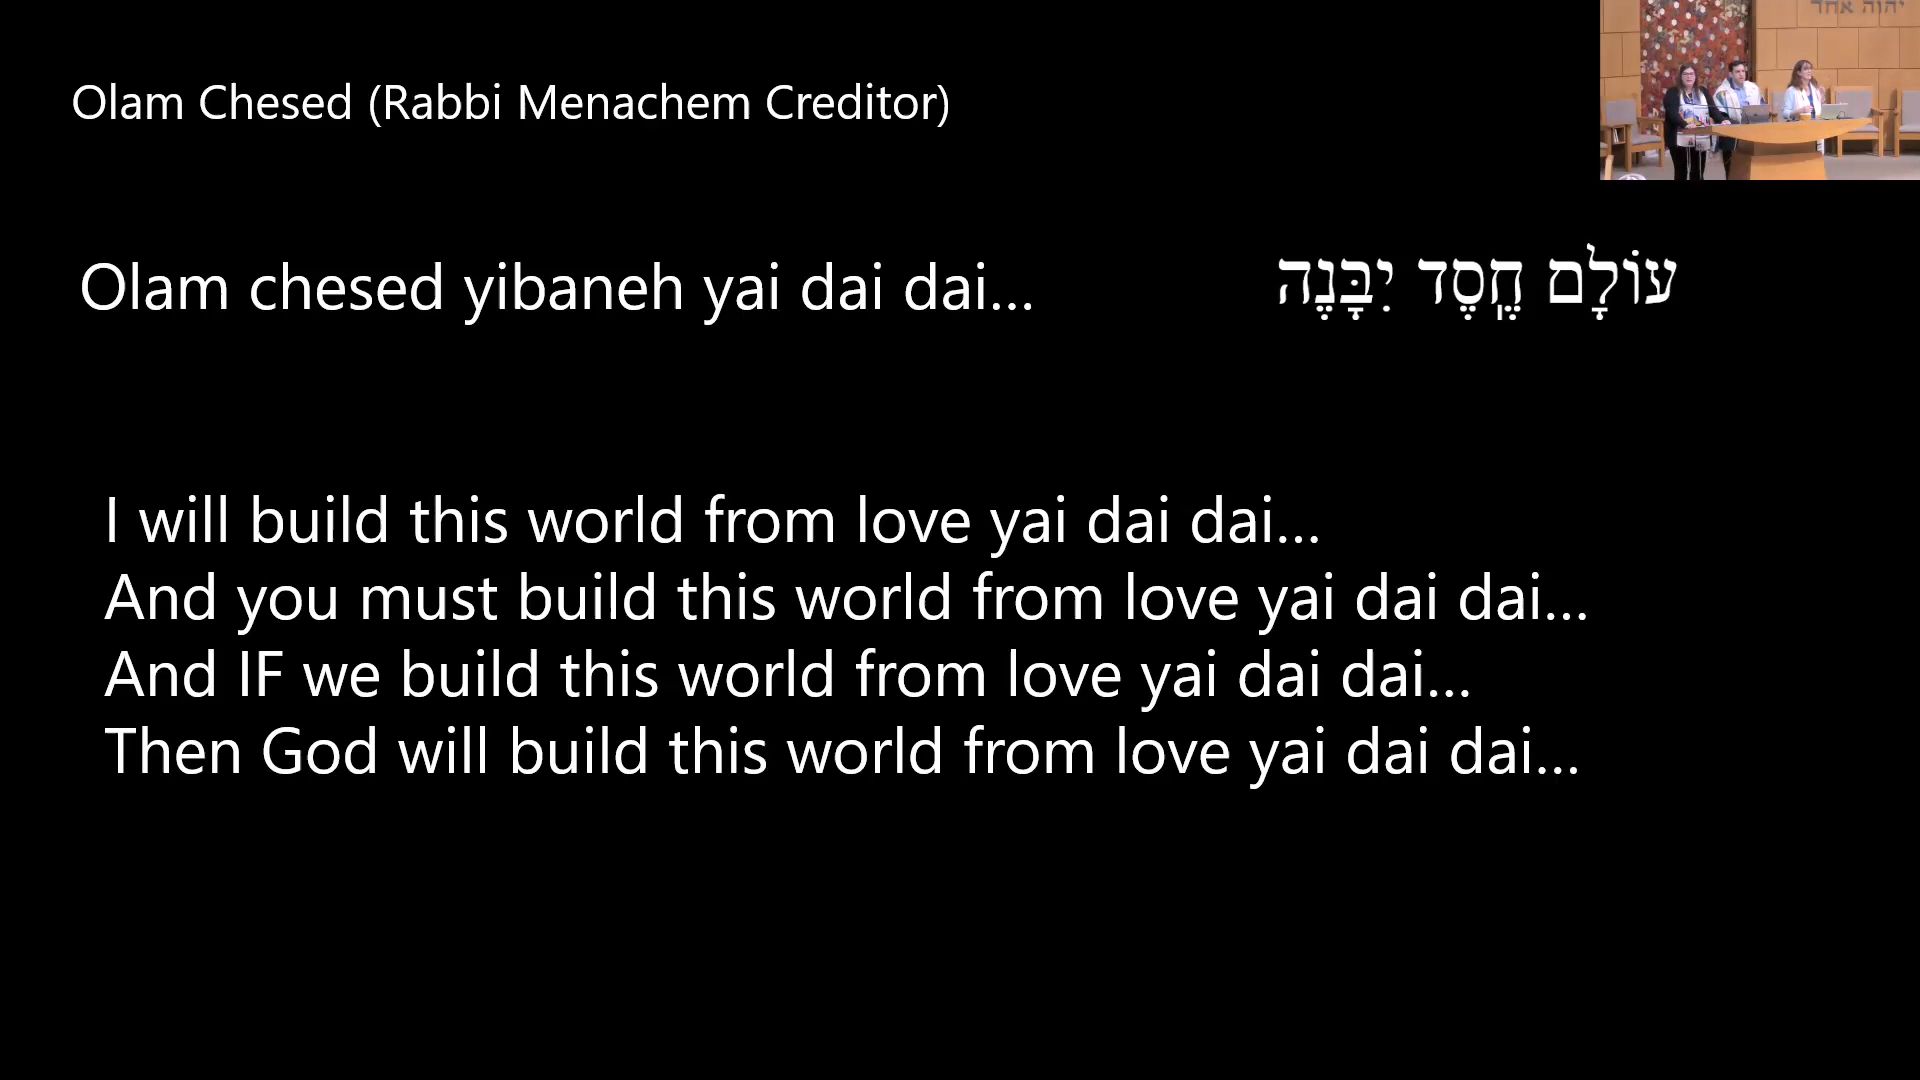 Olam Chesed (Rabbi Menachem Creditor)
יהוה אחד
Olam chesed yibaneh yai dai dai... עוֹלָם חֶֽסֶד יִבָּנֶה
I will build this world from love yai dai dai...
And you must build this world from love yai dai dai...
And IF we build this world from love yai dai dai...
Then God will build this world from love yai dai dai...